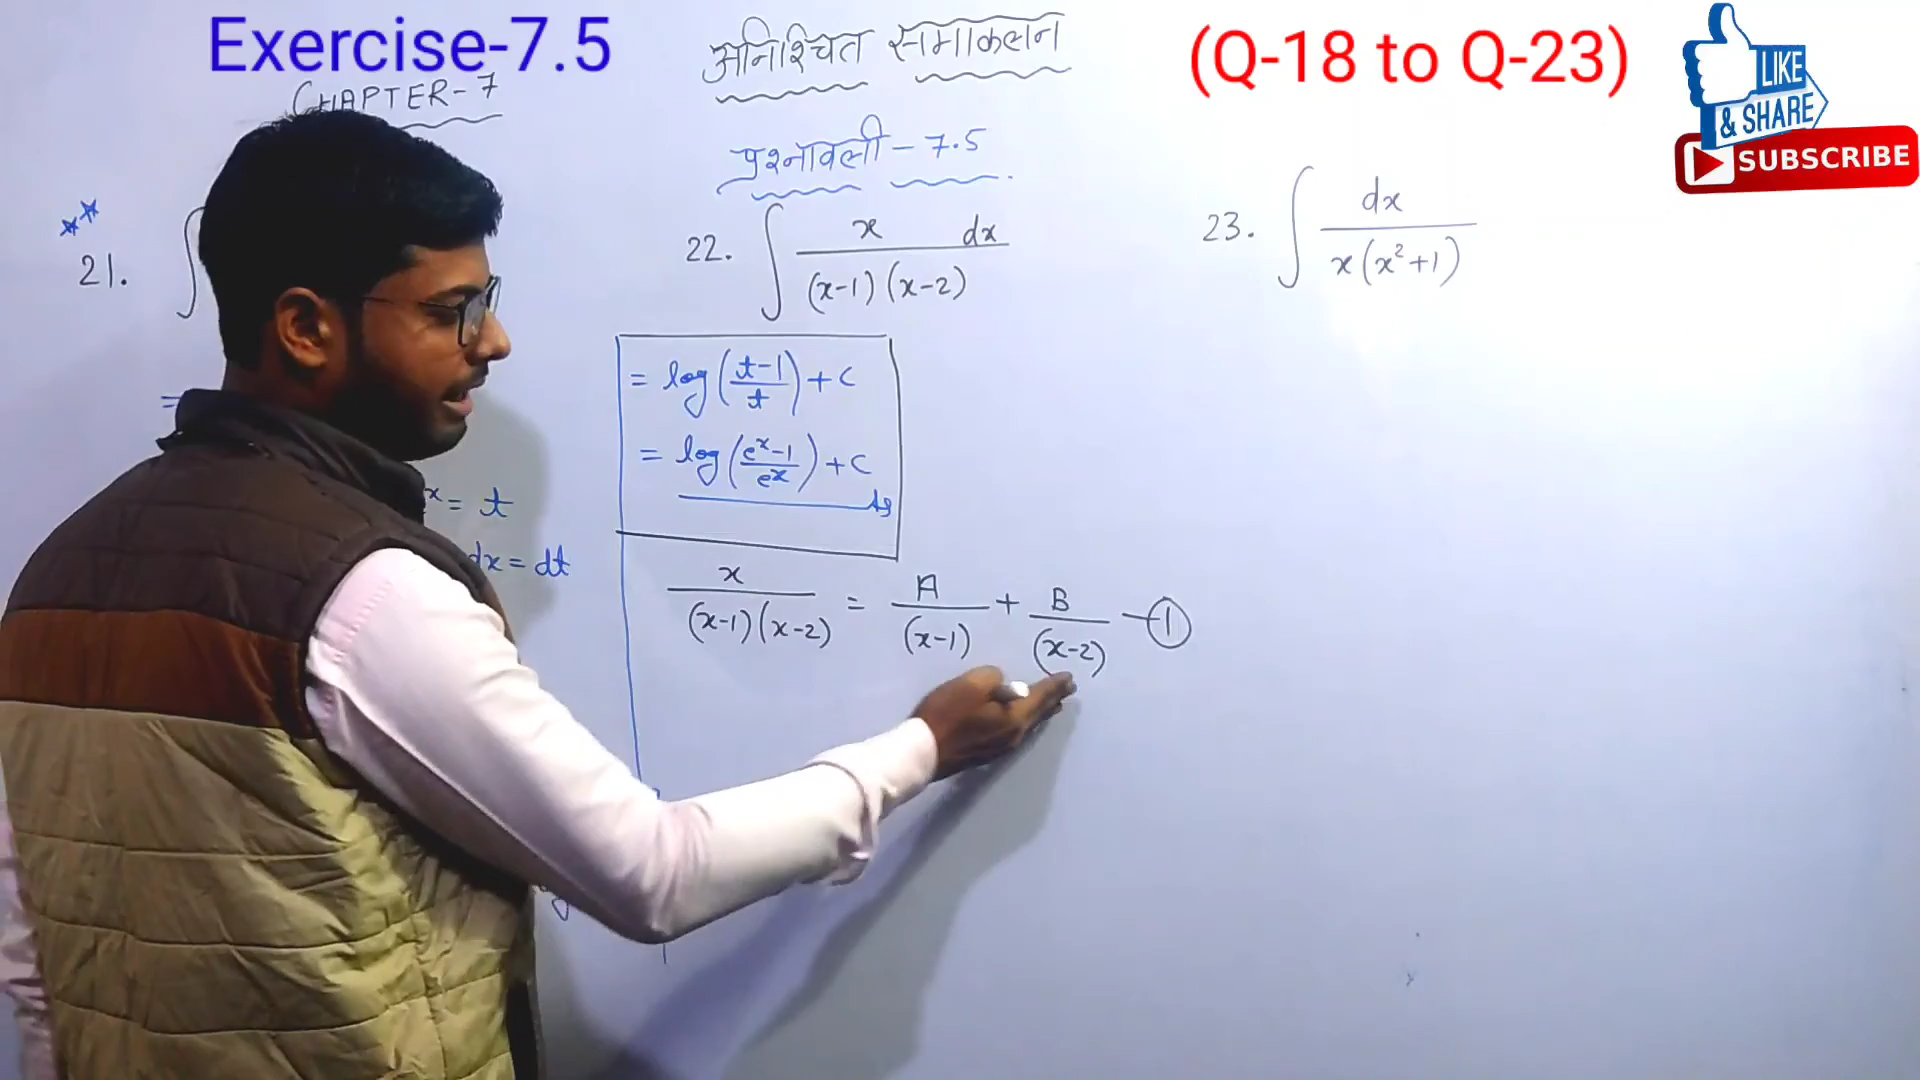 Exercise-7.5
अनिश्चित समाकलन
(Q-18 to Q-23)
LIKE
& SHARE
SUBSCRIBE
CHAPTER-7
प्रश्नावली - 7.5
21. ∫
22. ∫ x dx / (x-1)(x-2)
23. ∫ dx / x(x²+1)
=
= log((t-1)/t) + C
= log((eˣ-1)/eˣ) + C
x = t
dx = dt
x / (x-1)(x-2) = A / (x-1) + B / (x-2) — ①